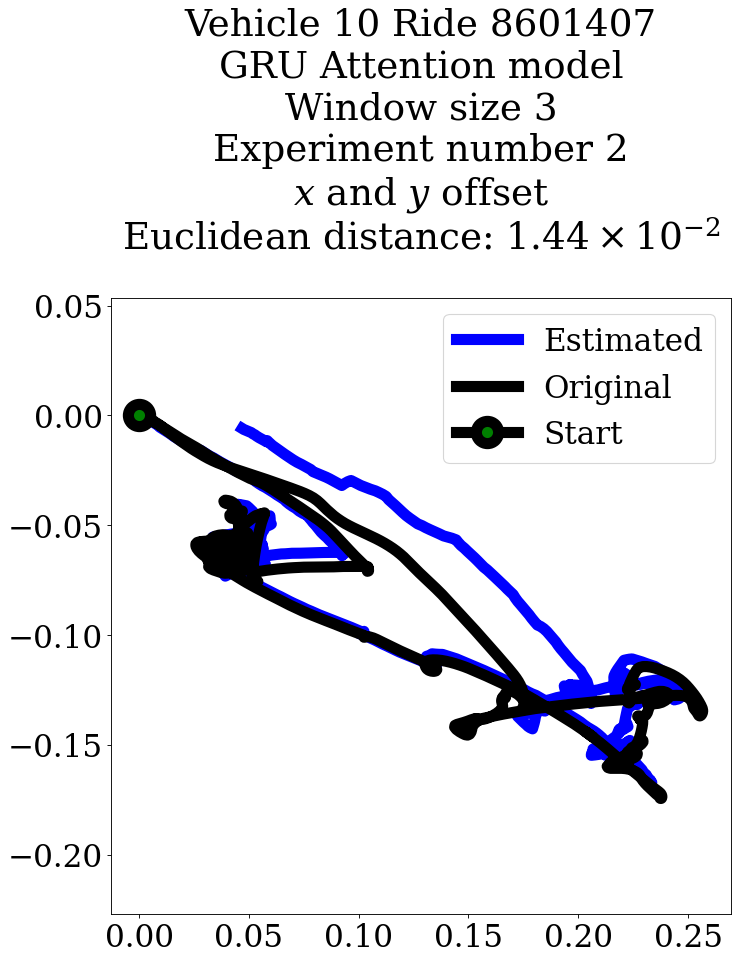 Vehicle 10 Ride 8601407
GRU Attention model
Window size 3
Experiment number 2
x and y offset
Euclidean distance: 1.44 × 10⁻²
Estimated
Original
Start
0.05
0.00
−0.05
−0.10
−0.15
−0.20
0.00 0.05 0.10 0.15 0.20 0.25